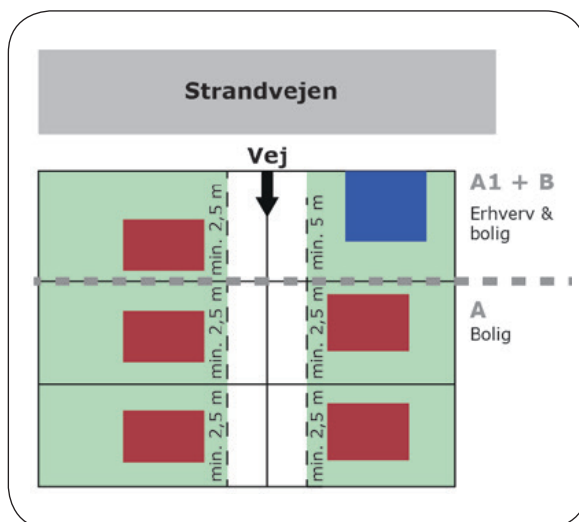 Strandvejen
Vej
min. 2,5 m
min. 5 m
A1 + B
Erhverv &
bolig
min. 2,5 m
min. 2,5 m
A
Bolig
min. 2,5 m
min. 2,5 m